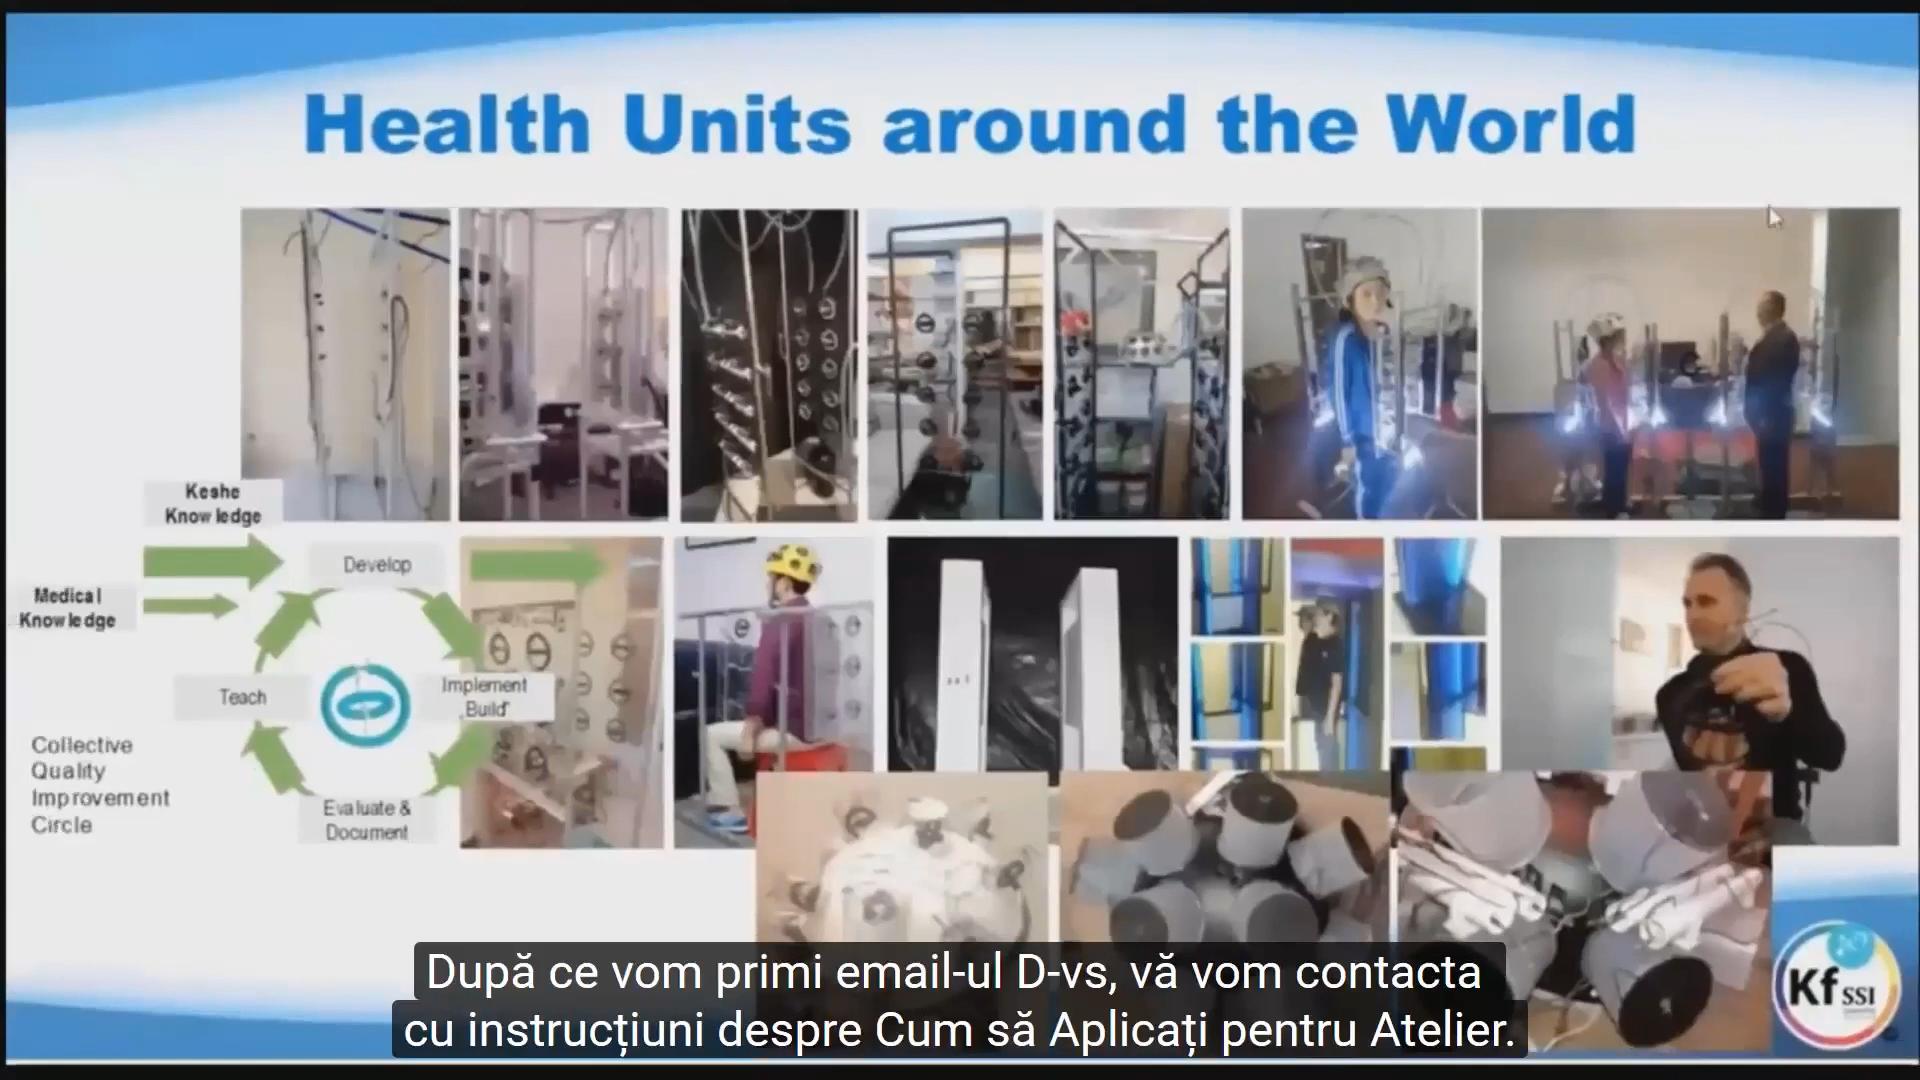 Health Units around the World
Keshe
Knowledge
Develop
Medical
Knowledge
Teach
Implement
„Build“
Collective
Quality
Improvement
Circle
Evaluate &
Document
După ce vom primi email-ul D-vs, vă vom contacta
cu instrucțiuni despre Cum să Aplicați pentru Atelier.
Kf SSI